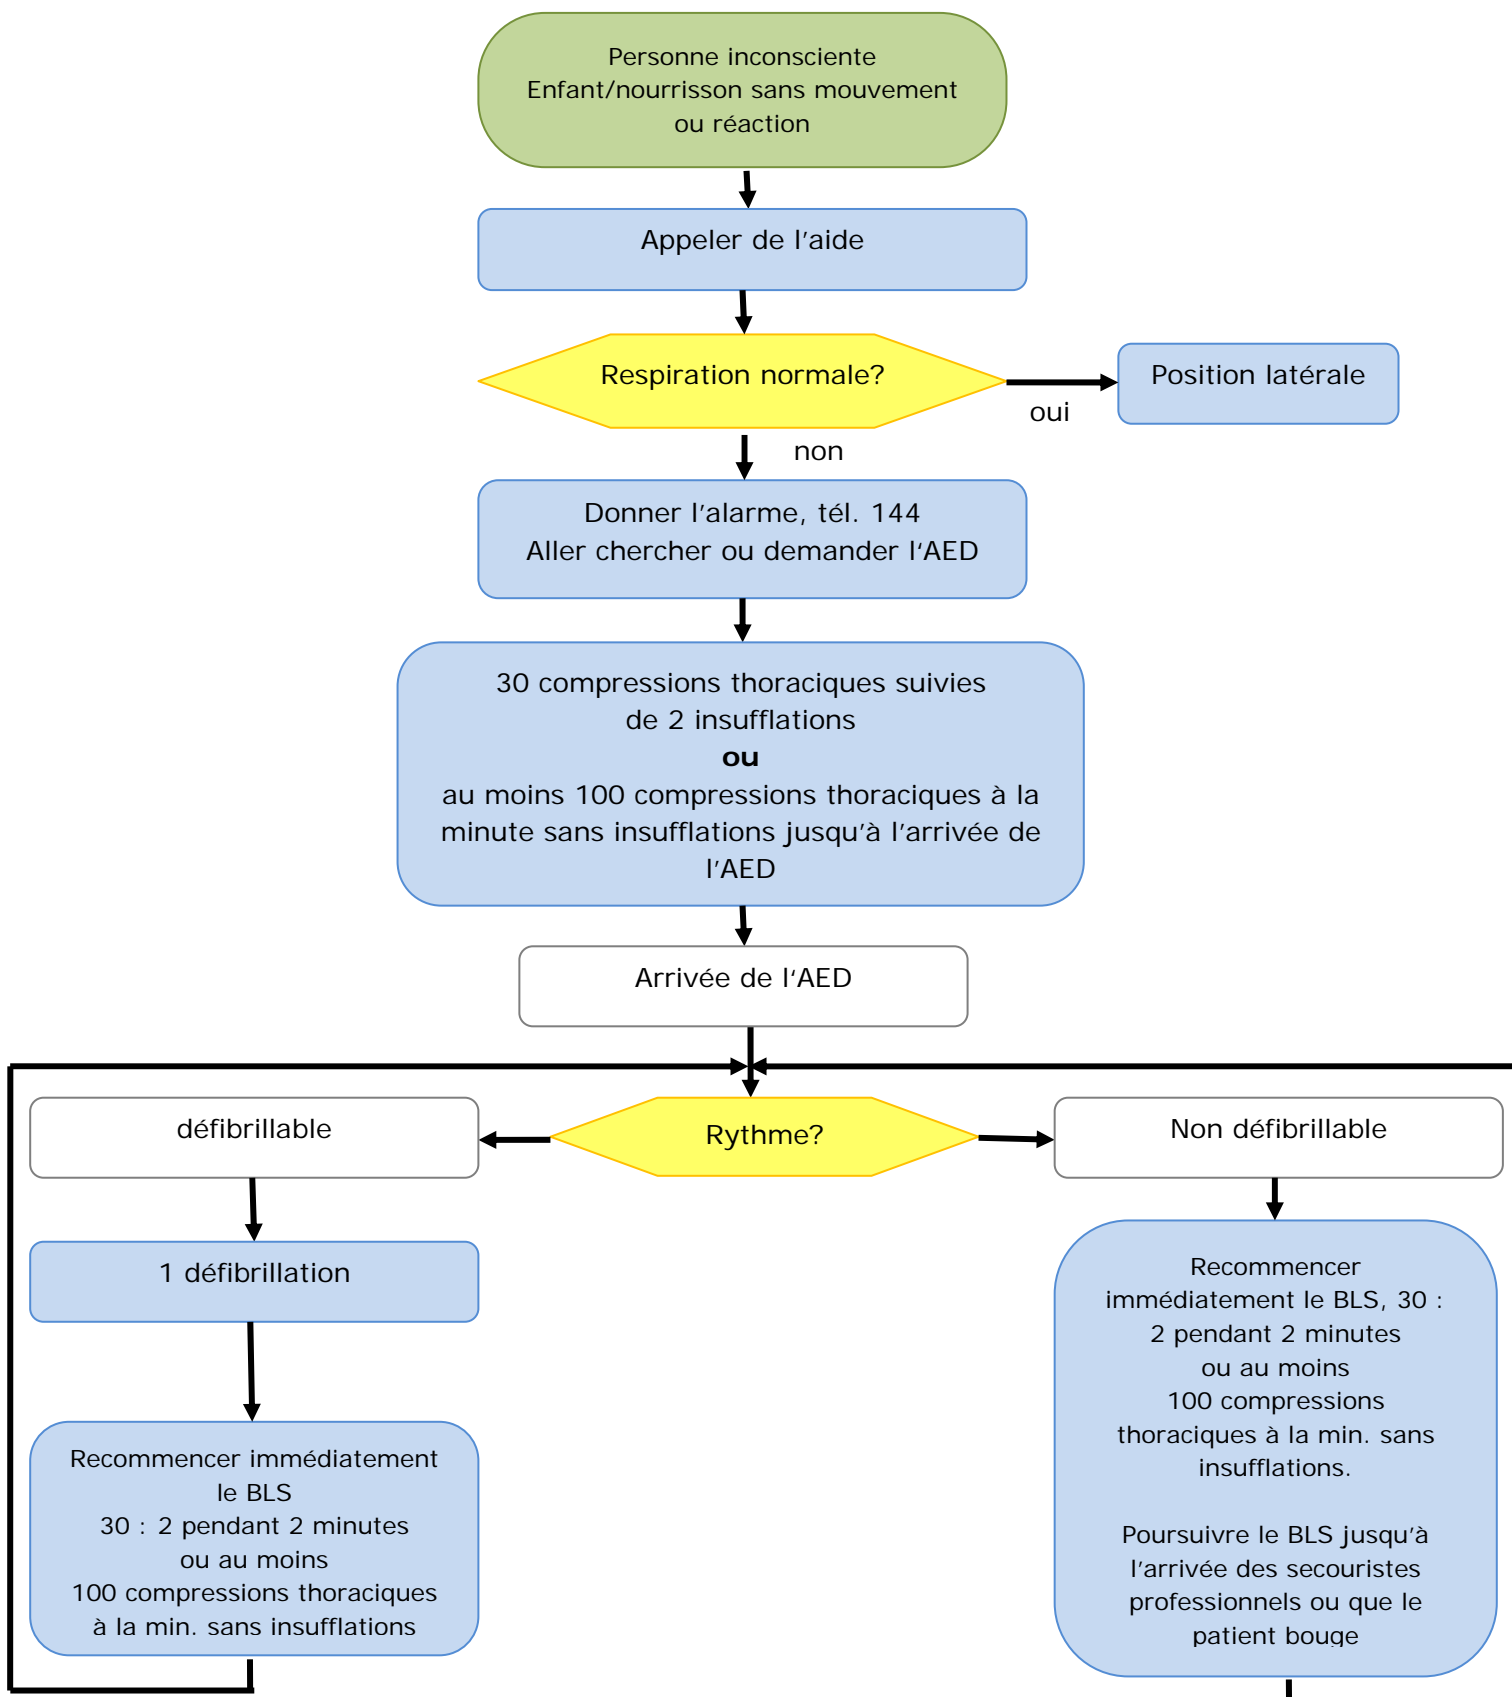 Personne inconsciente
Enfant/nourrisson sans mouvement
ou réaction
Appeler de l’aide
Respiration normale?
Position latérale
oui
non
Donner l’alarme, tél. 144
Aller chercher ou demander l‘AED
30 compressions thoraciques suivies
de 2 insufflations
ou
au moins 100 compressions thoraciques à la
minute sans insufflations jusqu’à l’arrivée de
l’AED
Arrivée de l‘AED
défibrillable
Rythme?
Non défibrillable
1 défibrillation
Recommencer immédiatement
le BLS
30 : 2 pendant 2 minutes
ou au moins
100 compressions thoraciques
à la min. sans insufflations
Recommencer
immédiatement le BLS, 30 :
2 pendant 2 minutes
ou au moins
100 compressions
thoraciques à la min. sans
insufflations.
Poursuivre le BLS jusqu’à
l’arrivée des secouristes
professionnels ou que le
patient bouge